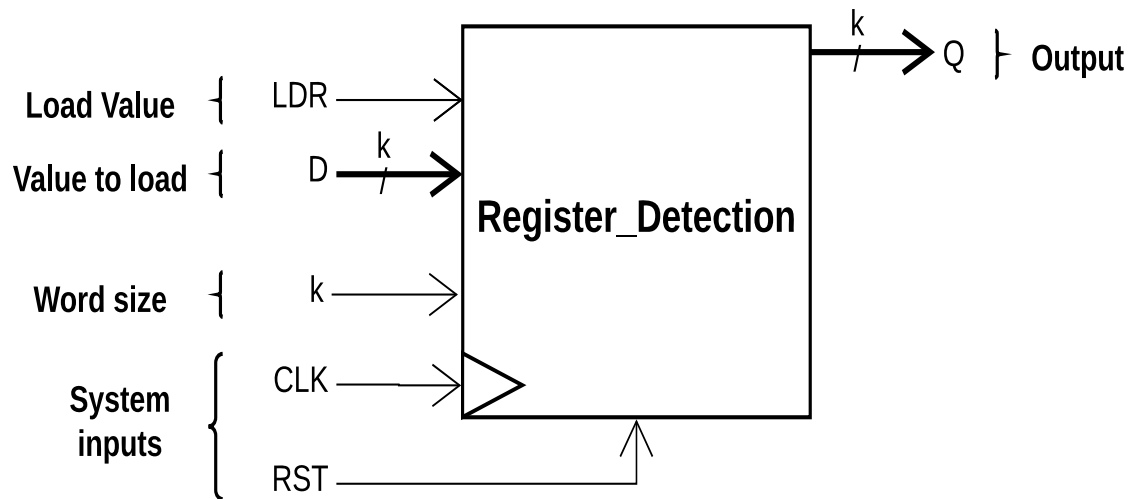 k
Q
Output
Load Value
LDR
k
Value to load
D
Register_Detection
Word size
k
System
inputs
CLK
RST